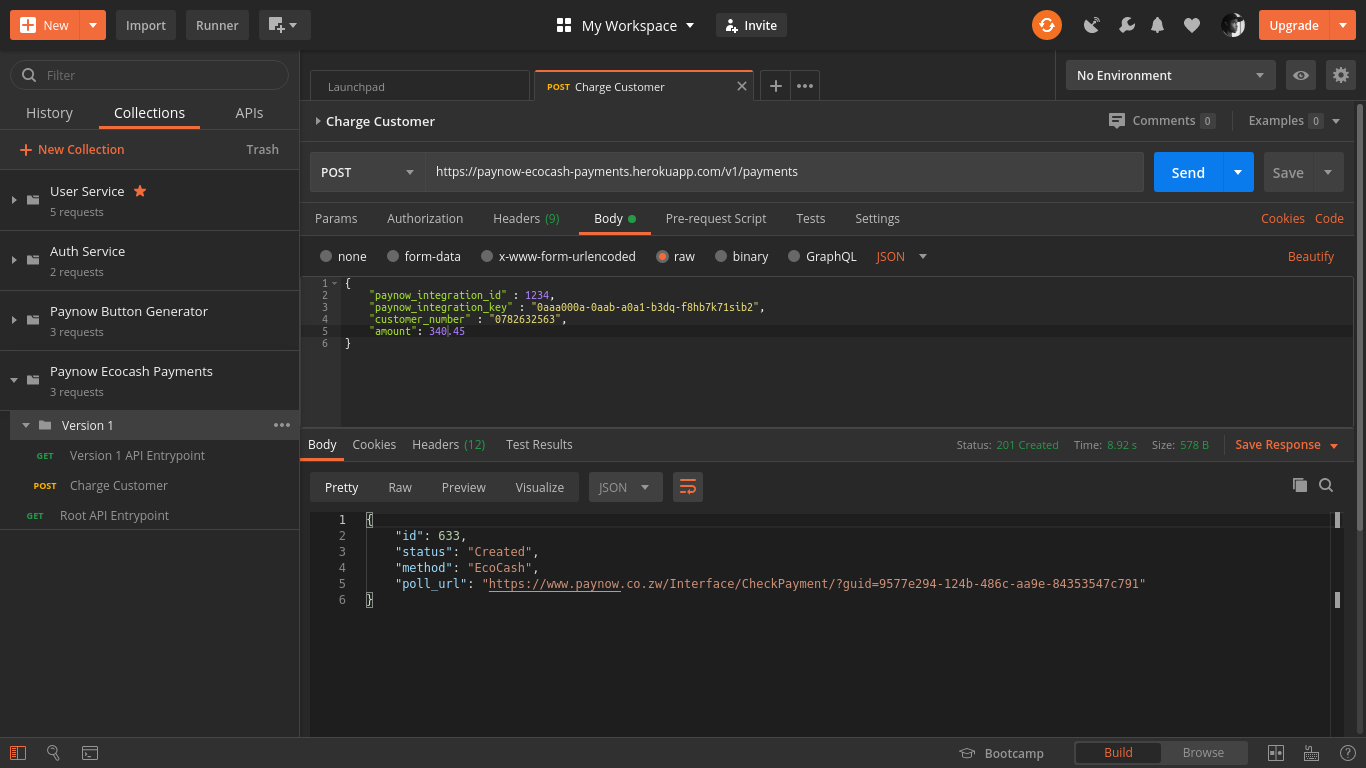 New Import Runner My Workspace Invite Upgrade
Filter
History Collections APIs
New Collection Trash
User Service
5 requests
Auth Service
2 requests
Paynow Button Generator
3 requests
Paynow Ecocash Payments
3 requests
Version 1
GET Version 1 API Entrypoint
POST Charge Customer
GET Root API Entrypoint
Launchpad POST Charge Customer No Environment
Charge Customer Comments 0 Examples 0
POST https://paynow-ecocash-payments.herokuapp.com/v1/payments Send Save
Params Authorization Headers (9) Body Pre-request Script Tests Settings Cookies Code
none form-data x-www-form-urlencoded raw binary GraphQL JSON Beautify
1 {
2 "paynow_integration_id" : 1234,
3 "paynow_integration_key" : "0aaa000a-0aab-a0a1-b3dq-f8hb7k71sib2",
4 "customer_number" : "0782632563",
5 "amount": 340.45
6 }
Body Cookies Headers (12) Test Results Status: 201 Created Time: 8.92 s Size: 578 B Save Response
Pretty Raw Preview Visualize JSON
1 {
2 "id": 633,
3 "status": "Created",
4 "method": "EcoCash",
5 "poll_url": "https://www.paynow.co.zw/Interface/CheckPayment/?guid=9577e294-124b-486c-aa9e-84353547c791"
6 }
Bootcamp Build Browse